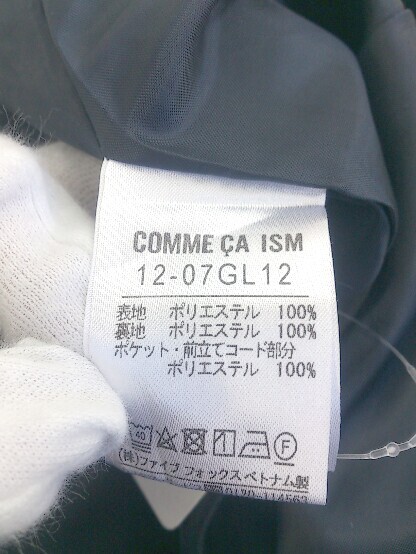 COMME ÇA ISM
12-07GL12
表地 ポリエステル 100%
裏地 ポリエステル 100%
ポケット・前立てコード部分
ポリエステル 100%
40 F
(株)ファイブフォックスベトナム製